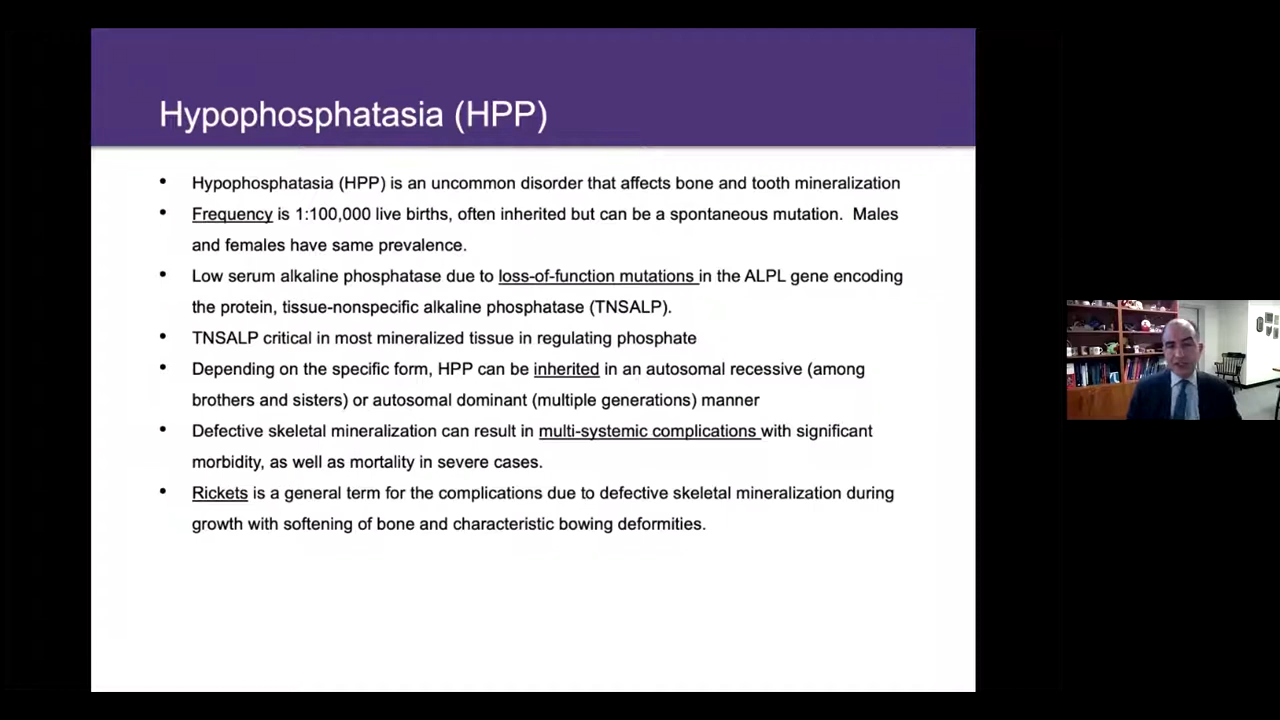 Hypophosphatasia (HPP)
• Hypophosphatasia (HPP) is an uncommon disorder that affects bone and tooth mineralization
• Frequency is 1:100,000 live births, often inherited but can be a spontaneous mutation. Males
and females have same prevalence.
• Low serum alkaline phosphatase due to loss-of-function mutations in the ALPL gene encoding
the protein, tissue-nonspecific alkaline phosphatase (TNSALP).
• TNSALP critical in most mineralized tissue in regulating phosphate
• Depending on the specific form, HPP can be inherited in an autosomal recessive (among
brothers and sisters) or autosomal dominant (multiple generations) manner
• Defective skeletal mineralization can result in multi-systemic complications with significant
morbidity, as well as mortality in severe cases.
• Rickets is a general term for the complications due to defective skeletal mineralization during
growth with softening of bone and characteristic bowing deformities.